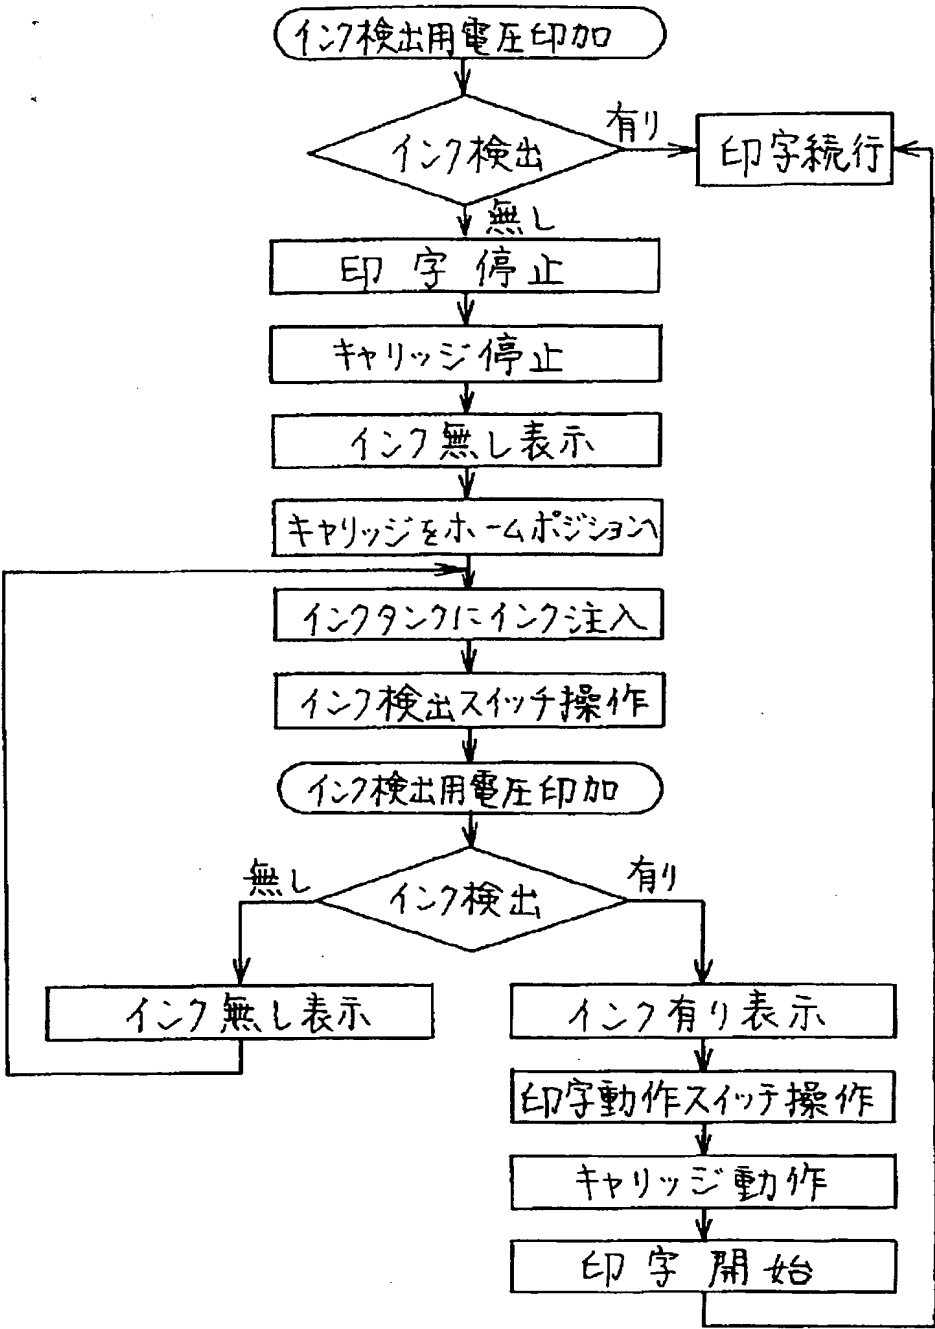 インク検出用電圧印加
インク検出
有り
印字続行
無し
印字停止
キャリッジ停止
インク無し表示
キャリッジをホームポジションへ
インクタンクにインク注入
インク検出スイッチ操作
インク検出用電圧印加
無し
インク検出
有り
インク無し表示
インク有り表示
印字動作スイッチ操作
キャリッジ動作
印字開始